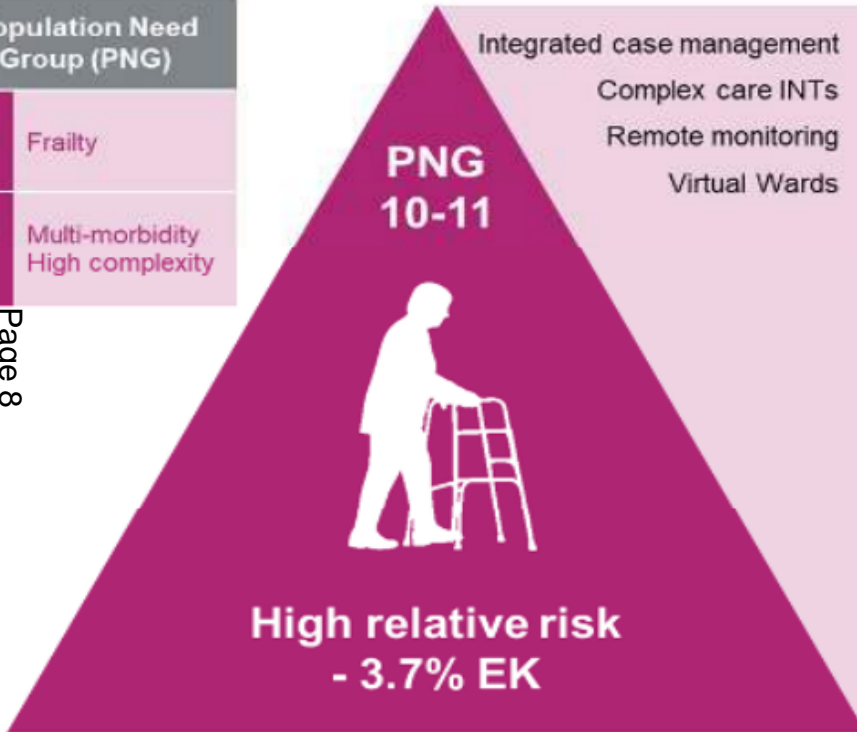 opulation Need
Group (PNG)
Frailty
Multi-morbidity
High complexity
Page 8
PNG
10-11
High relative risk
- 3.7% EK
Integrated case management
Complex care INTs
Remote monitoring
Virtual Wards